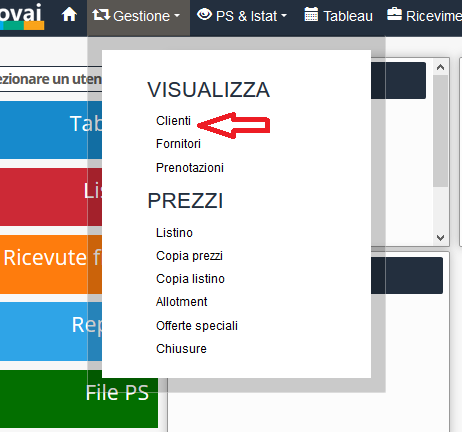 ovai Gestione PS & Istat Tableau Ricevime
ezionare un uten
VISUALIZZA
Clienti
Fornitori
Prenotazioni
PREZZI
Listino
Copia prezzi
Copia listino
Allotment
Offerte speciali
Chiusure
Tab
Lis
Ricevute f
Rep
File PS